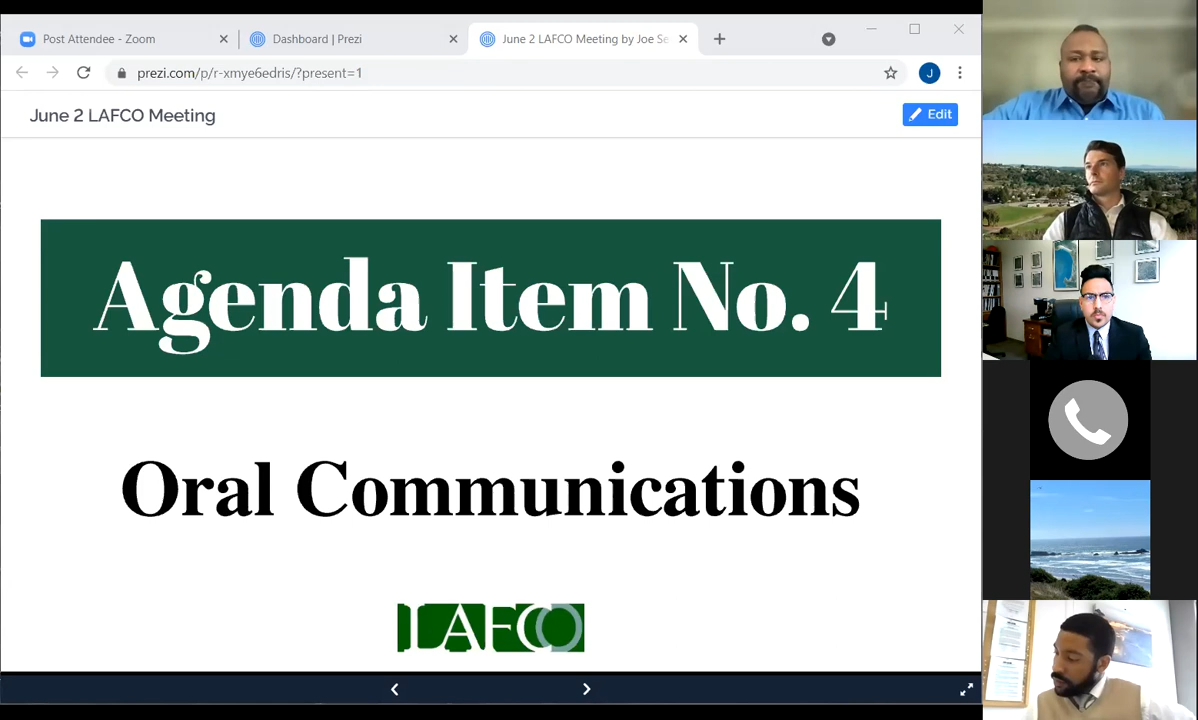 Post Attendee - Zoom
Dashboard | Prezi
June 2 LAFCO Meeting by Joe Se
prezi.com/p/r-xmye6edris/?present=1
J
June 2 LAFCO Meeting
Edit
Agenda Item No. 4
Oral Communications
LAFCO